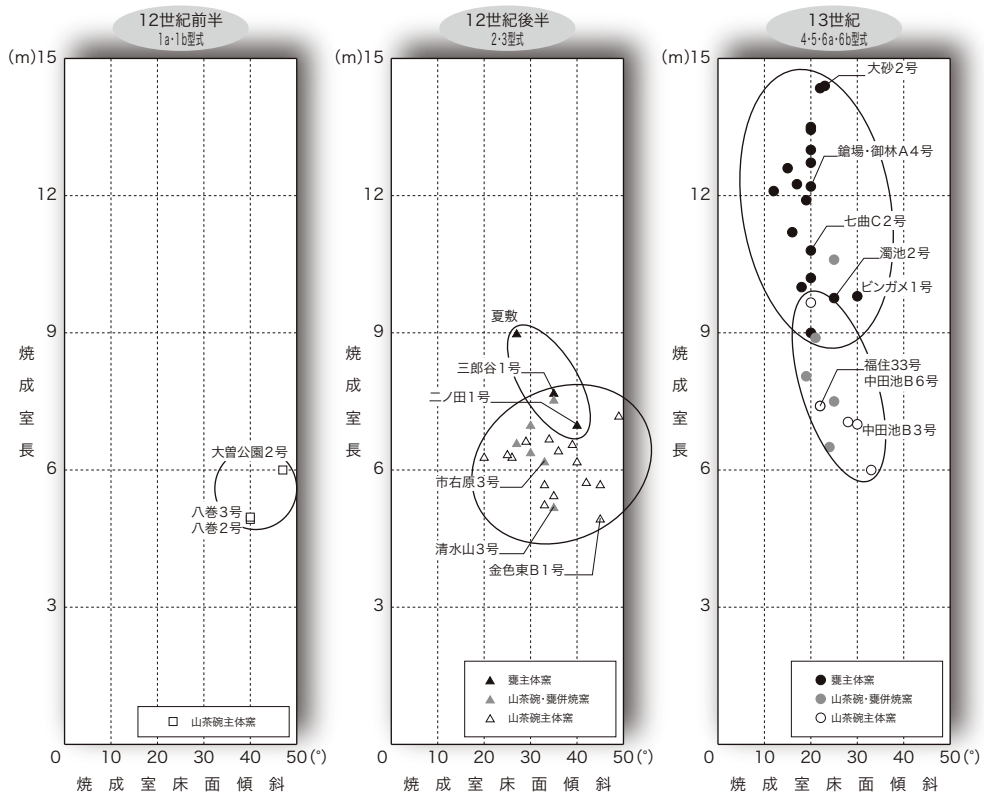 12世紀前半
1a・1b型式
(m)15
12
9
6
3
0
10
20
30
40
50(°)
焼成室長
焼成室床面傾斜
大曽公園2号
八巻3号
八巻2号
山茶碗主体窯
12世紀後半
2・3型式
(m)15
12
9
6
3
0
10
20
30
40
50(°)
焼成室長
焼成室床面傾斜
夏敷
三郎谷1号
二ノ田1号
市右原3号
清水山3号
金色東B1号
甕主体窯
山茶碗・甕併焼窯
山茶碗主体窯
13世紀
4・5・6a・6b型式
(m)15
12
9
6
3
0
10
20
30
40
50(°)
焼成室長
焼成室床面傾斜
大砂2号
鎗場・御林A4号
七曲C2号
濁池2号
ビンガメ1号
福住33号
中田池B6号
中田池B3号
甕主体窯
山茶碗・甕併焼窯
山茶碗主体窯